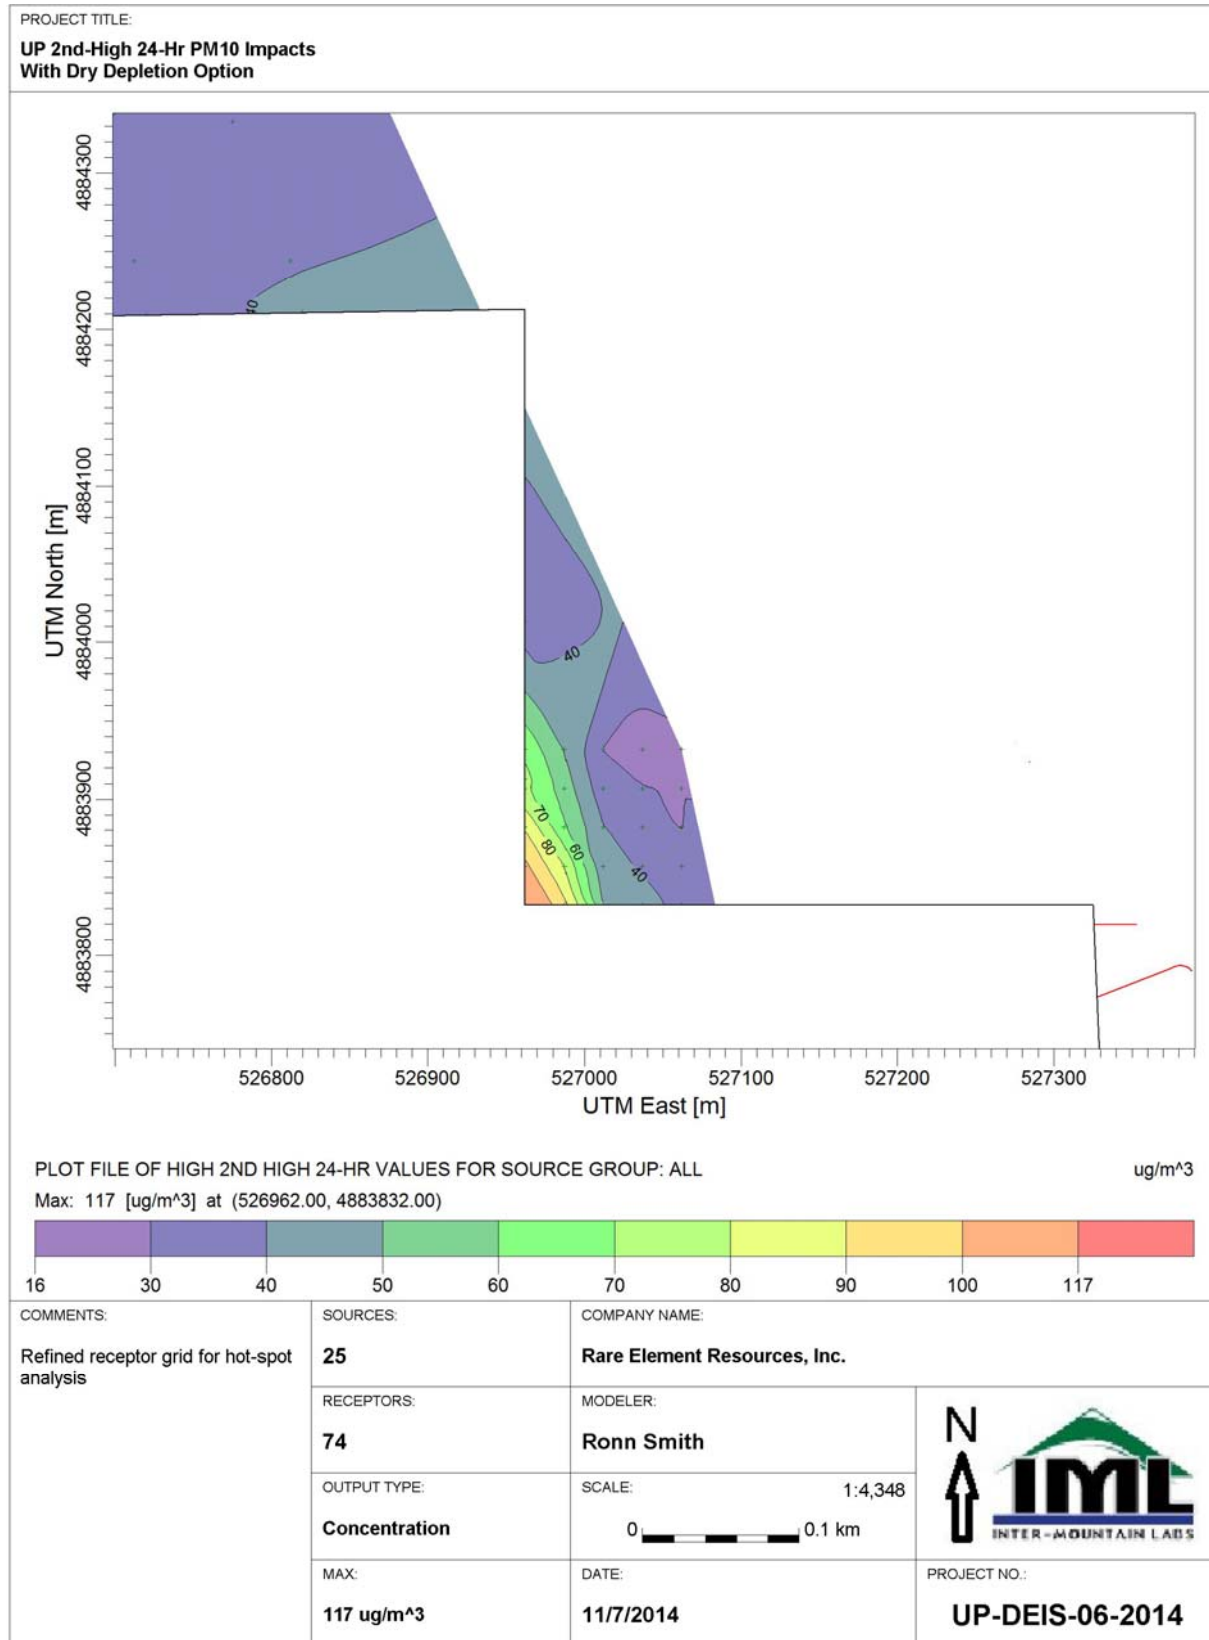 PROJECT TITLE:
UP 2nd-High 24-Hr PM10 Impacts
With Dry Depletion Option
UTM North [m]
4884300
4884200
4884100
4884000
4883900
4883800
40
40
70
80
60
40
526800 526900 527000 527100 527200 527300
UTM East [m]
PLOT FILE OF HIGH 2ND HIGH 24-HR VALUES FOR SOURCE GROUP: ALL ug/m^3
Max: 117 [ug/m^3] at (526962.00, 4883832.00)
16 30 40 50 60 70 80 90 100 117
COMMENTS:
Refined receptor grid for hot-spot
analysis
SOURCES:
25
COMPANY NAME:
Rare Element Resources, Inc.
RECEPTORS:
74
MODELER:
Ronn Smith
OUTPUT TYPE:
Concentration
SCALE: 1:4,348
0 0.1 km
MAX:
117 ug/m^3
DATE:
11/7/2014
N
IML
INTER-MOUNTAIN LABS
PROJECT NO.:
UP-DEIS-06-2014